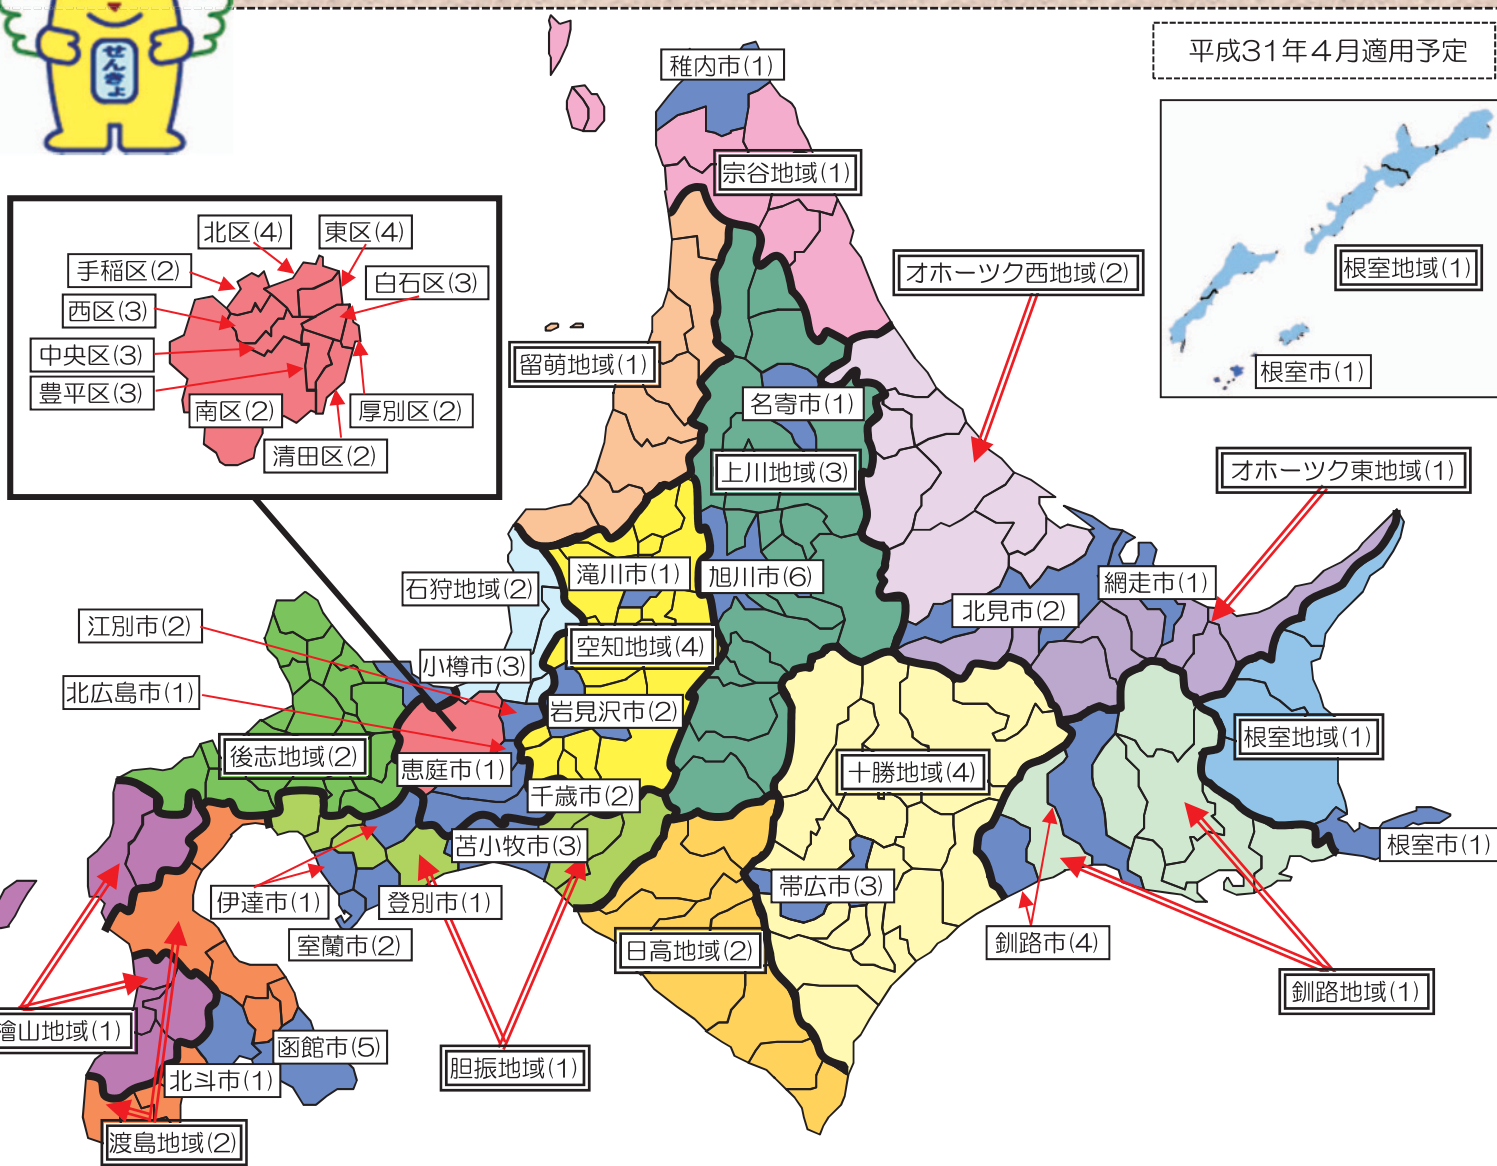 せんきょ
平成31年4月適用予定
稚内市(1)
宗谷地域(1)
オホーツク西地域(2)
根室地域(1)
根室市(1)
北区(4)
東区(4)
手稲区(2)
白石区(3)
西区(3)
中央区(3)
豊平区(3)
南区(2)
厚別区(2)
清田区(2)
留萌地域(1)
名寄市(1)
上川地域(3)
オホーツク東地域(1)
石狩地域(2)
滝川市(1)
旭川市(6)
網走市(1)
北見市(2)
江別市(2)
空知地域(4)
小樽市(3)
北広島市(1)
岩見沢市(2)
後志地域(2)
恵庭市(1)
十勝地域(4)
根室地域(1)
千歳市(2)
苫小牧市(3)
根室市(1)
伊達市(1)
登別市(1)
帯広市(3)
室蘭市(2)
日高地域(2)
釧路市(4)
釧路地域(1)
檜山地域(1)
函館市(5)
胆振地域(1)
北斗市(1)
渡島地域(2)